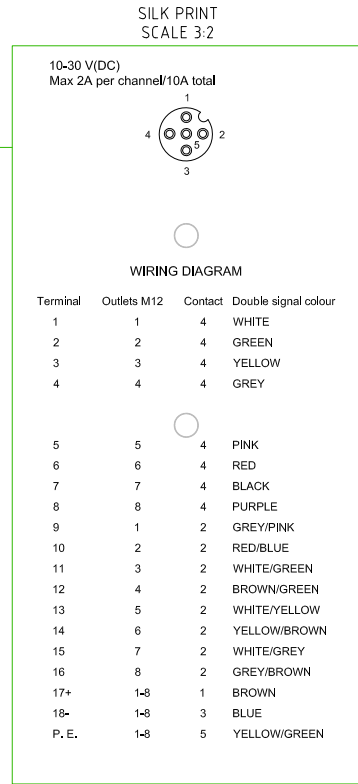 SILK PRINT
SCALE 3:2
10-30 V(DC)
Max 2A per channel/10A total
1
4 2
5
3
WIRING DIAGRAM
Terminal Outlets M12 Contact Double signal colour
1 1 4 WHITE
2 2 4 GREEN
3 3 4 YELLOW
4 4 4 GREY
5 5 4 PINK
6 6 4 RED
7 7 4 BLACK
8 8 4 PURPLE
9 1 2 GREY/PINK
10 2 2 RED/BLUE
11 3 2 WHITE/GREEN
12 4 2 BROWN/GREEN
13 5 2 WHITE/YELLOW
14 6 2 YELLOW/BROWN
15 7 2 WHITE/GREY
16 8 2 GREY/BROWN
17+ 1-8 1 BROWN
18- 1-8 3 BLUE
P. E. 1-8 5 YELLOW/GREEN